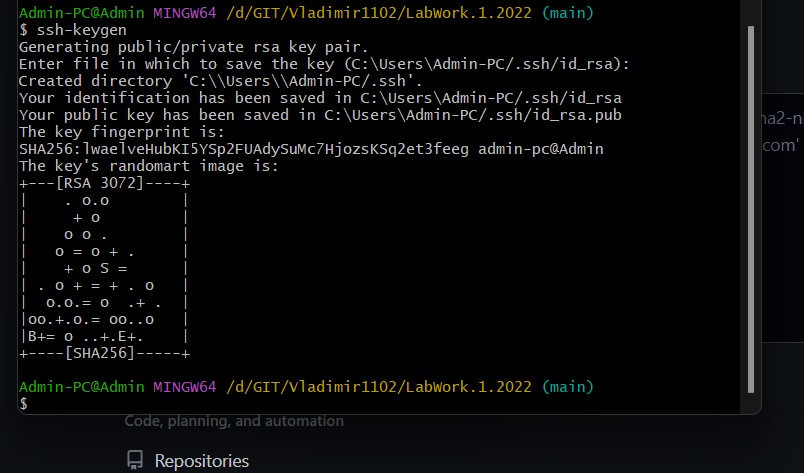 Admin-PC@Admin MINGW64 /d/GIT/Vladimir1102/LabWork.1.2022 (main)
$ ssh-keygen
Generating public/private rsa key pair.
Enter file in which to save the key (C:\Users\Admin-PC/.ssh/id_rsa):
Created directory 'C:\\Users\\Admin-PC/.ssh'.
Your identification has been saved in C:\Users\Admin-PC/.ssh/id_rsa
Your public key has been saved in C:\Users\Admin-PC/.ssh/id_rsa.pub
The key fingerprint is:
SHA256:lwaelveHubKI5YSp2FUAdySuMc7HjozsKSq2et3feeg admin-pc@Admin
The key's randomart image is:
+---[RSA 3072]----+
|    . o.o        |
|     + o         |
|    o o .        |
|   o = o + .     |
|    + o S =      |
| . o + = + . o   |
|  o.o.= o  .+ .  |
|oo.+.o.= oo..o   |
|B+= o ..+.E+.    |
+----[SHA256]-----+
Admin-PC@Admin MINGW64 /d/GIT/Vladimir1102/LabWork.1.2022 (main)
$
ha2-n
com'
Code, planning, and automation
Repositories